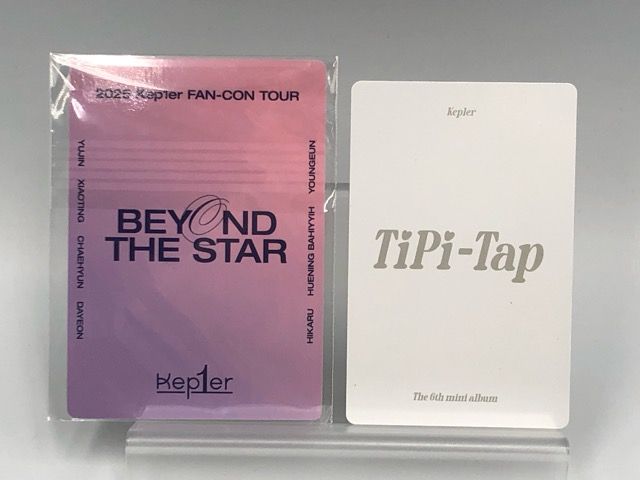 2025 Kep1er FAN-CON TOUR
YUJIN XIAOTING CHAEHYUN DAYEON
BEYOND
THE STAR
HIKARU HUENING BAHIYYIH YOUNGEUN
Kep1er
Kep1er
TiPi-Tap
The 6th mini album